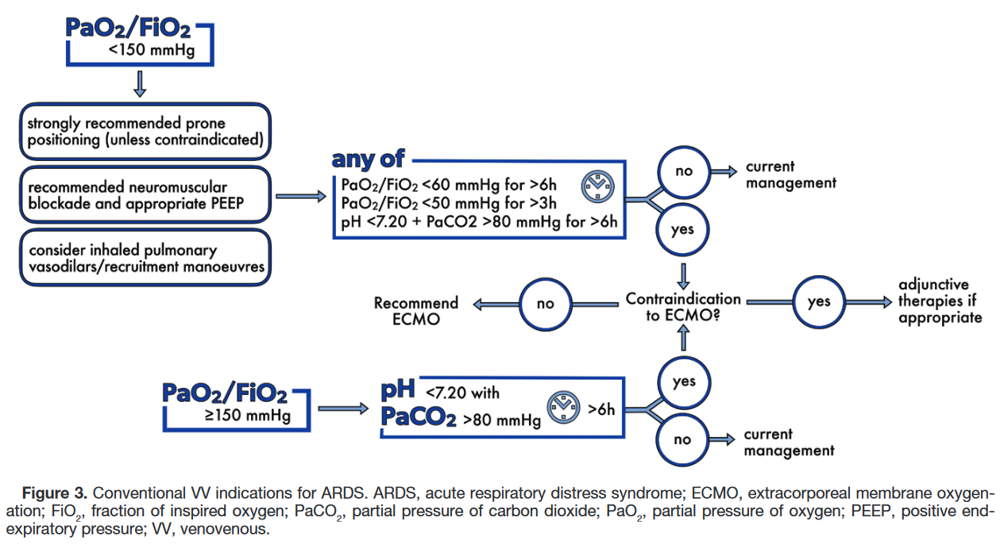 PaO2/FiO2
<150 mmHg
strongly recommended prone
positioning (unless contraindicated)
recommended neuromuscular
blockade and appropriate PEEP
consider inhaled pulmonary
vasodilars/recruitment manoeuvres
any of
PaO2/FiO2 <60 mmHg for >6h
PaO2/FiO2 <50 mmHg for >3h
pH <7.20 + PaCO2 >80 mmHg for >6h
no
current
management
yes
Contraindication
to ECMO?
no
Recommend
ECMO
yes
adjunctive
therapies if
appropriate
PaO2/FiO2
≥150 mmHg
pH <7.20 with
PaCO2 >80 mmHg
>6h
yes
no
current
management
Figure 3. Conventional VV indications for ARDS. ARDS, acute respiratory distress syndrome; ECMO, extracorporeal membrane oxygen-
ation; FiO2, fraction of inspired oxygen; PaCO2, partial pressure of carbon dioxide; PaO2, partial pressure of oxygen; PEEP, positive end-
expiratory pressure; VV, venovenous.